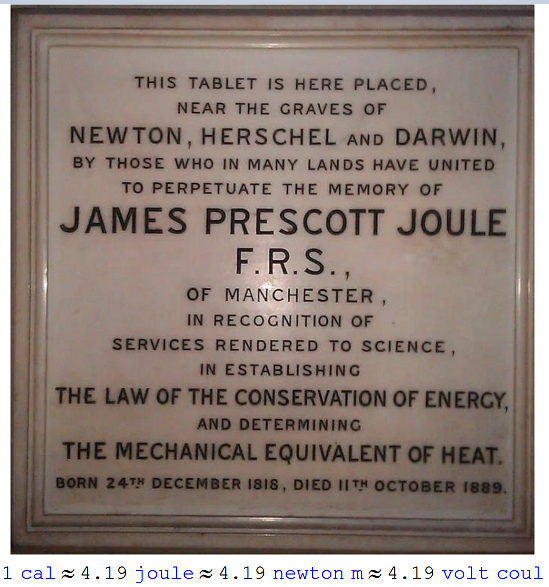 THIS TABLET IS HERE PLACED,
NEAR THE GRAVES OF
NEWTON, HERSCHEL AND DARWIN,
BY THOSE WHO IN MANY LANDS HAVE UNITED
TO PERPETUATE THE MEMORY OF
JAMES PRESCOTT JOULE
F.R.S.,
OF MANCHESTER,
IN RECOGNITION OF
SERVICES RENDERED TO SCIENCE,
IN ESTABLISHING
THE LAW OF THE CONSERVATION OF ENERGY,
AND DETERMINING
THE MECHANICAL EQUIVALENT OF HEAT.
BORN 24TH DECEMBER 1818, DIED 11TH OCTOBER 1889.
1 cal ≈ 4.19 joule ≈ 4.19 newton m ≈ 4.19 volt coul